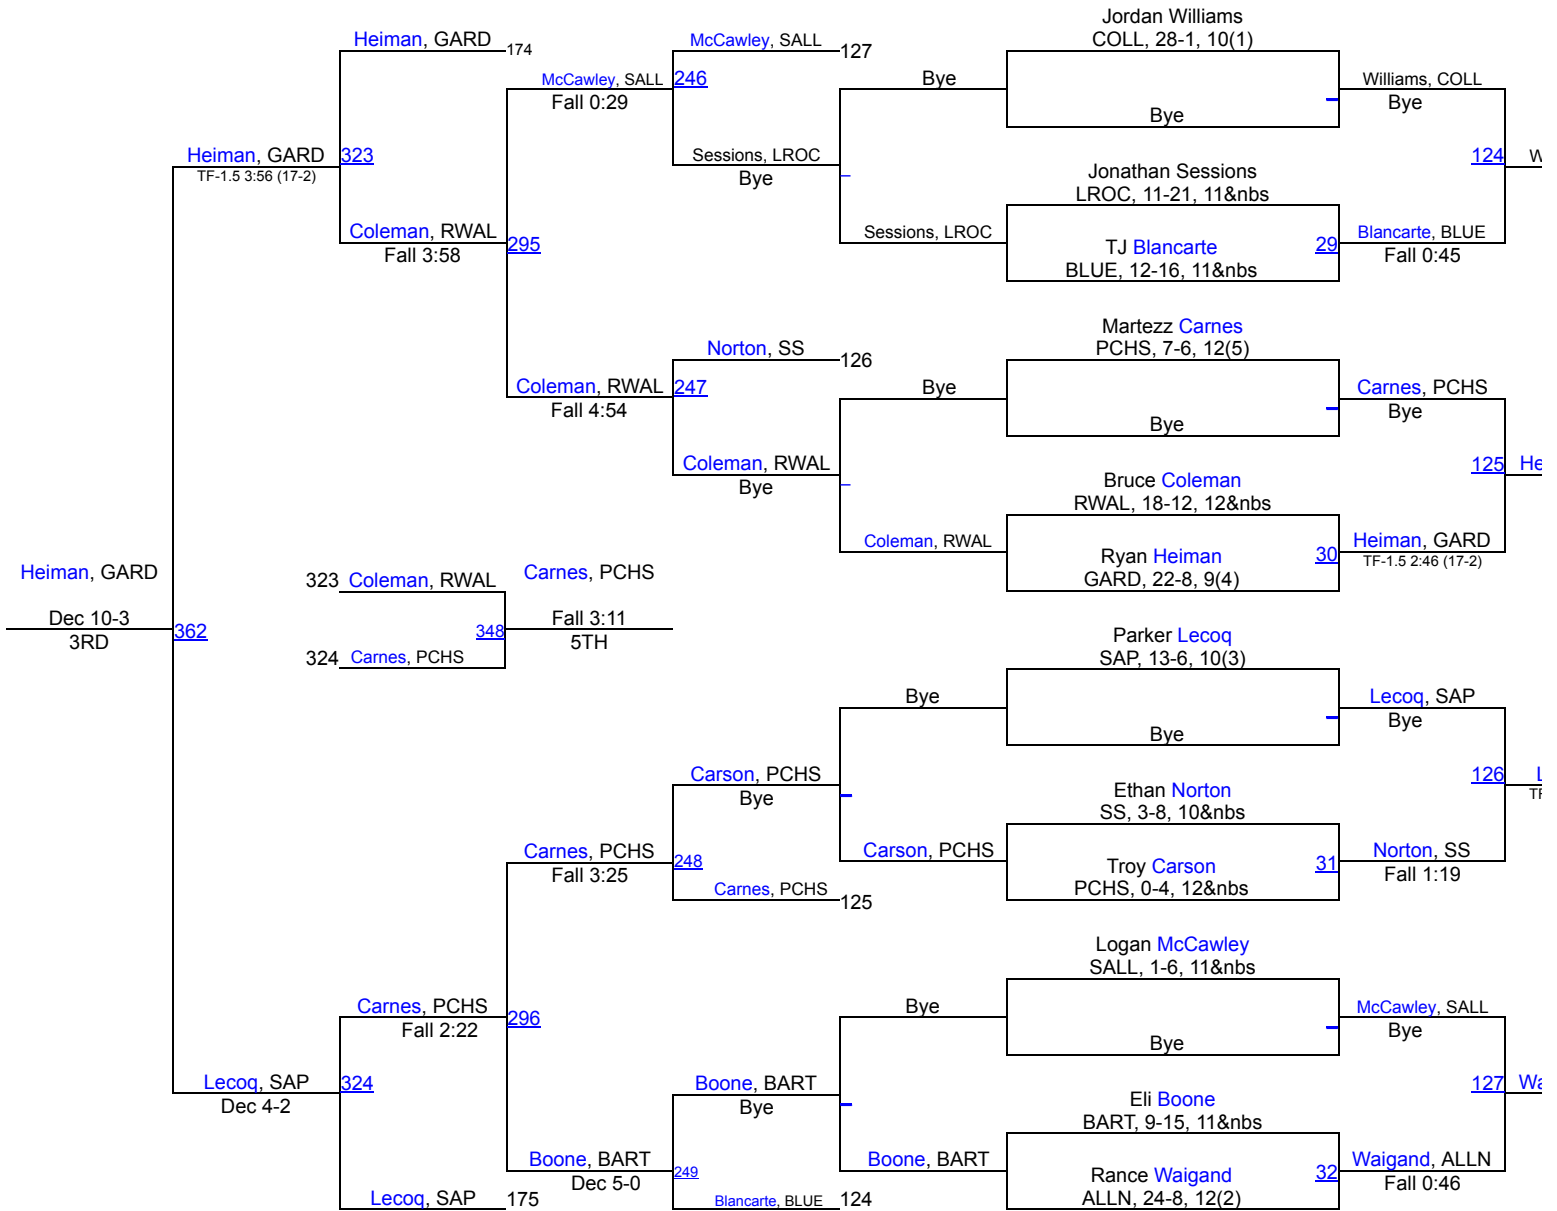 Jordan Williams
COLL, 28-1, 10(1)
Heiman, GARD
174
McCawley, SALL
127
McCawley, SALL
246
Fall 0:29
Bye
Bye
Williams, COLL
Bye
Heiman, GARD
323
TF-1.5 3:56 (17-2)
Sessions, LROC
Bye
Jonathan Sessions
LROC, 11-21, 11&nbs
124
W
Coleman, RWAL
295
Fall 3:58
Sessions, LROC
TJ Blancarte
BLUE, 12-16, 11&nbs
29
Blancarte, BLUE
Fall 0:45
Martezz Carnes
PCHS, 7-6, 12(5)
Norton, SS
126
Coleman, RWAL
247
Fall 4:54
Bye
Bye
Carnes, PCHS
Bye
Coleman, RWAL
Bye
Bruce Coleman
RWAL, 18-12, 12&nbs
125
He
Coleman, RWAL
Ryan Heiman
GARD, 22-8, 9(4)
30
Heiman, GARD
TF-1.5 2:46 (17-2)
Heiman, GARD
Dec 10-3
3RD
362
323
Coleman, RWAL
Carnes, PCHS
348
Fall 3:11
5TH
324
Carnes, PCHS
Parker Lecoq
SAP, 13-6, 10(3)
Bye
Bye
Lecoq, SAP
Bye
Carson, PCHS
Bye
Ethan Norton
SS, 3-8, 10&nbs
126
L
TF
Carnes, PCHS
248
Fall 3:25
Carson, PCHS
Troy Carson
PCHS, 0-4, 12&nbs
31
Norton, SS
Fall 1:19
Carnes, PCHS
125
Logan McCawley
SALL, 1-6, 11&nbs
Carnes, PCHS
296
Fall 2:22
Bye
Bye
McCawley, SALL
Bye
Lecoq, SAP
324
Dec 4-2
Boone, BART
Bye
Eli Boone
BART, 9-15, 11&nbs
127
Wa
Boone, BART
249
Dec 5-0
Boone, BART
Rance Waigand
ALLN, 24-8, 12(2)
32
Waigand, ALLN
Fall 0:46
Lecoq, SAP
175
Blancarte, BLUE
124